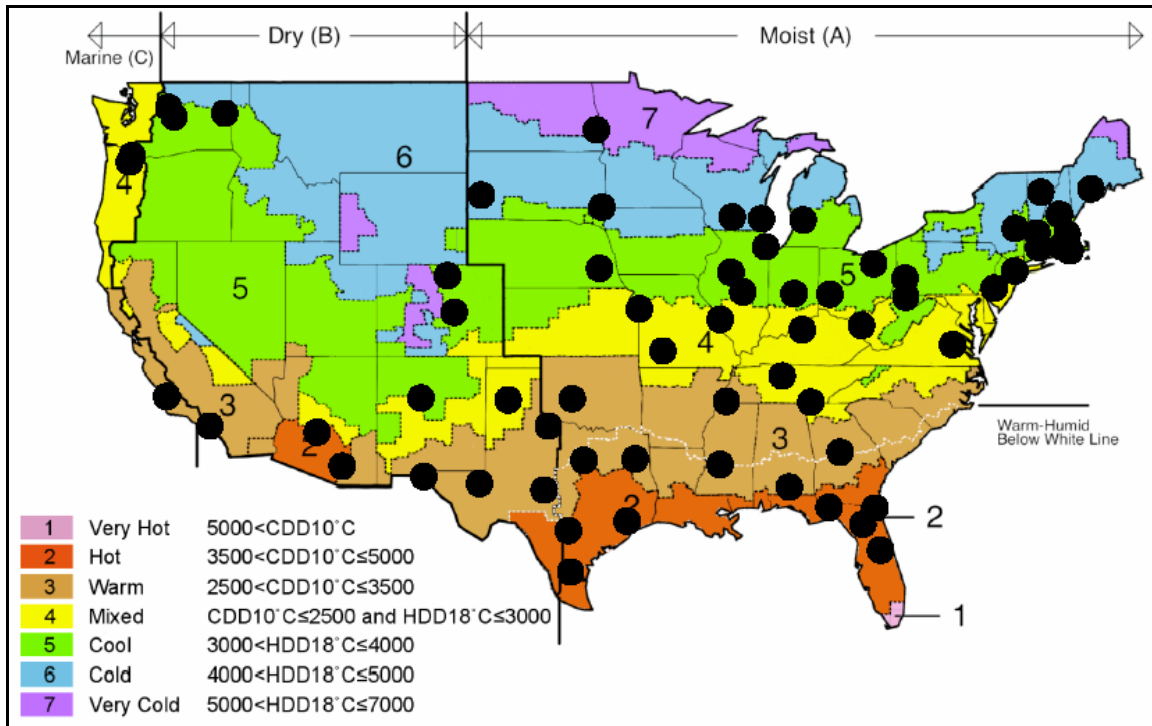 Dry (B)
Moist (A)
Marine (C)
7
6
4
5
5
4
3
3
Warm-Humid
Below White Line
2
2
2
1
1 Very Hot 5000<CDD10˚C
2 Hot 3500<CDD10˚C≤5000
3 Warm 2500<CDD10˚C≤3500
4 Mixed CDD10˚C≤2500 and HDD18˚C≤3000
5 Cool 3000<HDD18˚C≤4000
6 Cold 4000<HDD18˚C≤5000
7 Very Cold 5000<HDD18˚C≤7000